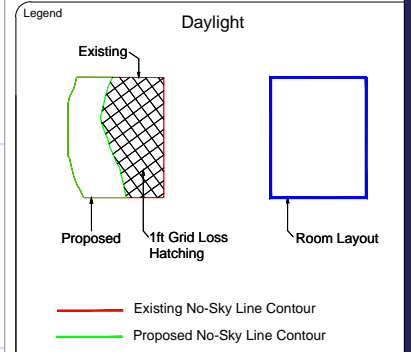 Legend
Daylight
Existing
Proposed
1ft Grid Loss
Hatching
Room Layout
Existing No-Sky Line Contour
Proposed No-Sky Line Contour